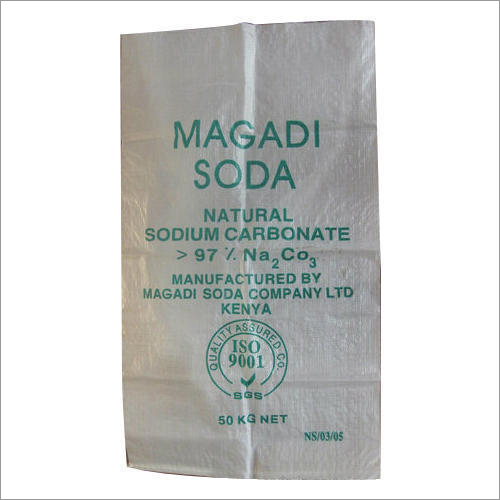 MAGADI
SODA
NATURAL
SODIUM CARBONATE
> 97 % Na₂Co₃
MANUFACTURED BY
MAGADI SODA COMPANY LTD
KENYA
QUALITY ASSURED CO.
ISO
9001
SGS
50 KG NET
NS/03/05